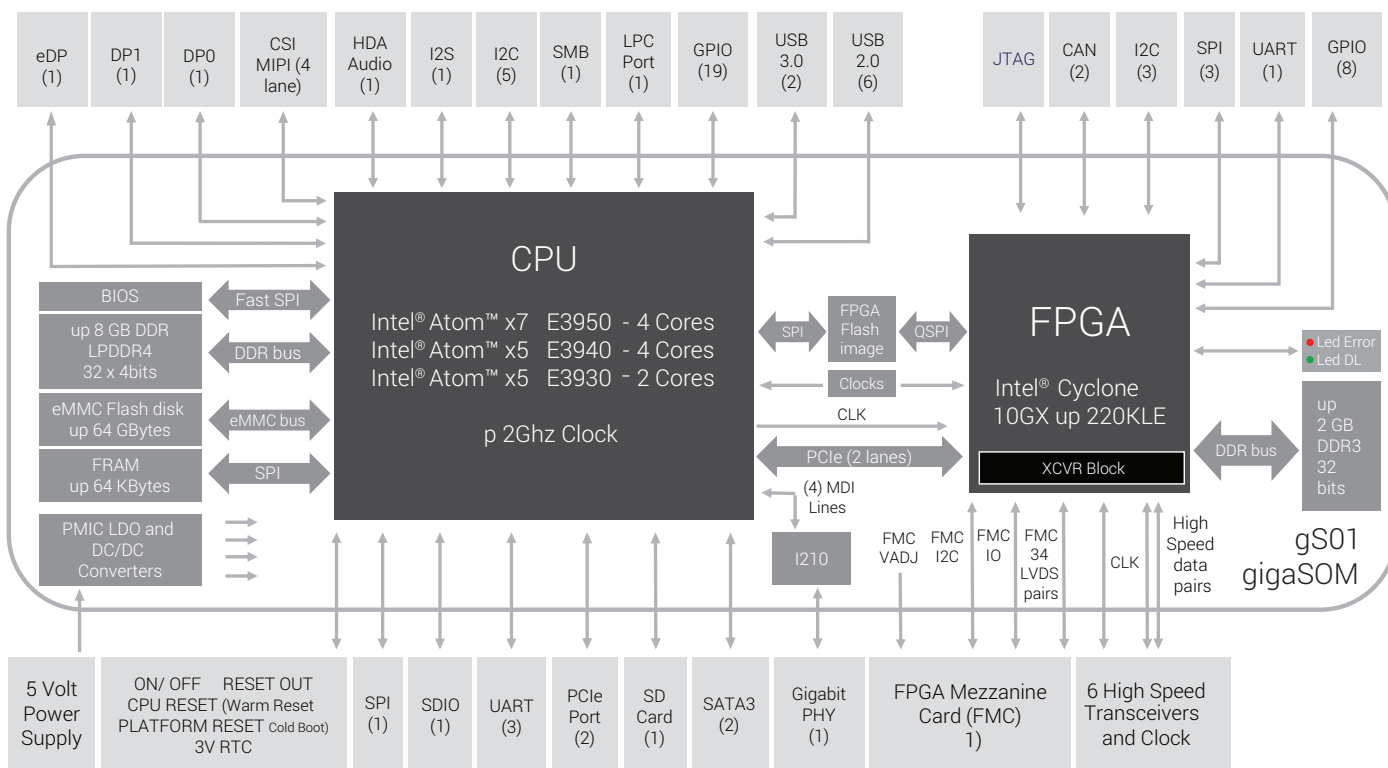 eDP
(1)
DP1
(1)
DP0
(1)
CSI
MIPI (4
lane)
HDA
Audio
(1)
I2S
(1)
I2C
(5)
SMB
(1)
LPC
Port
(1)
GPIO
(19)
USB
3.0
(2)
USB
2.0
(6)
JTAG
CAN
(2)
I2C
(3)
SPI
(3)
UART
(1)
GPIO
(8)
BIOS
Fast SPI
up 8 GB DDR
LPDDR4
32 x 4bits
DDR bus
eMMC Flash disk
up 64 GBytes
eMMC bus
FRAM
up 64 KBytes
SPI
PMIC LDO and
DC/DC
Converters
CPU
Intel® Atom™ x7 E3950 - 4 Cores
Intel® Atom™ x5 E3940 - 4 Cores
Intel® Atom™ x5 E3930 - 2 Cores
p 2Ghz Clock
SPI
FPGA
Flash
image
QSPI
Clocks
CLK
PCIe (2 lanes)
(4) MDI
Lines
I210
FPGA
Intel® Cyclone
10GX up 220KLE
XCVR Block
Led Error
Led DL
DDR bus
up
2 GB
DDR3
32
bits
FMC
VADJ
FMC
I2C
FMC
IO
FMC
34
LVDS
pairs
CLK
High
Speed
data
pairs
gS01
gigaSOM
5 Volt
Power
Supply
ON/ OFF RESET OUT
CPU RESET (Warm Reset
PLATFORM RESET Cold Boot)
3V RTC
SPI
(1)
SDIO
(1)
UART
(3)
PCIe
Port
(2)
SD
Card
(1)
SATA3
(2)
Gigabit
PHY
(1)
FPGA Mezzanine
Card (FMC)
1)
6 High Speed
Transceivers
and Clock